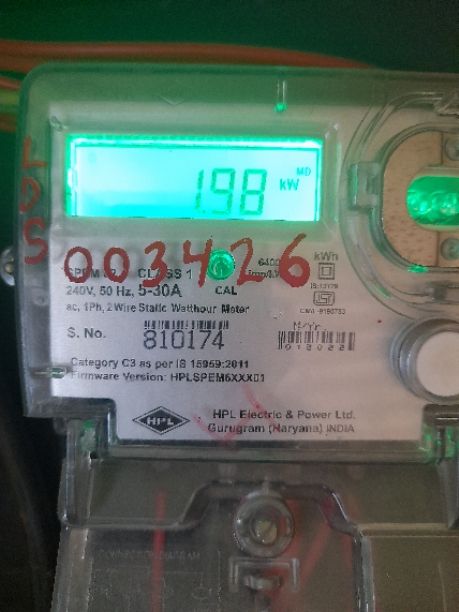 MD
1.98 kW
LDS
003426
CLASS 1
6400
kWh
240V, 50 Hz, 5-30A
CAL
ac, 1Ph, 2 Wire Static Watthour Meter
S. No. 810174
Category C3 as per IS 15959:2011
Firmware Version: HPLSPEM6XXX01
HPL
HPL Electric & Power Ltd.
Gurugram (Haryana) INDIA